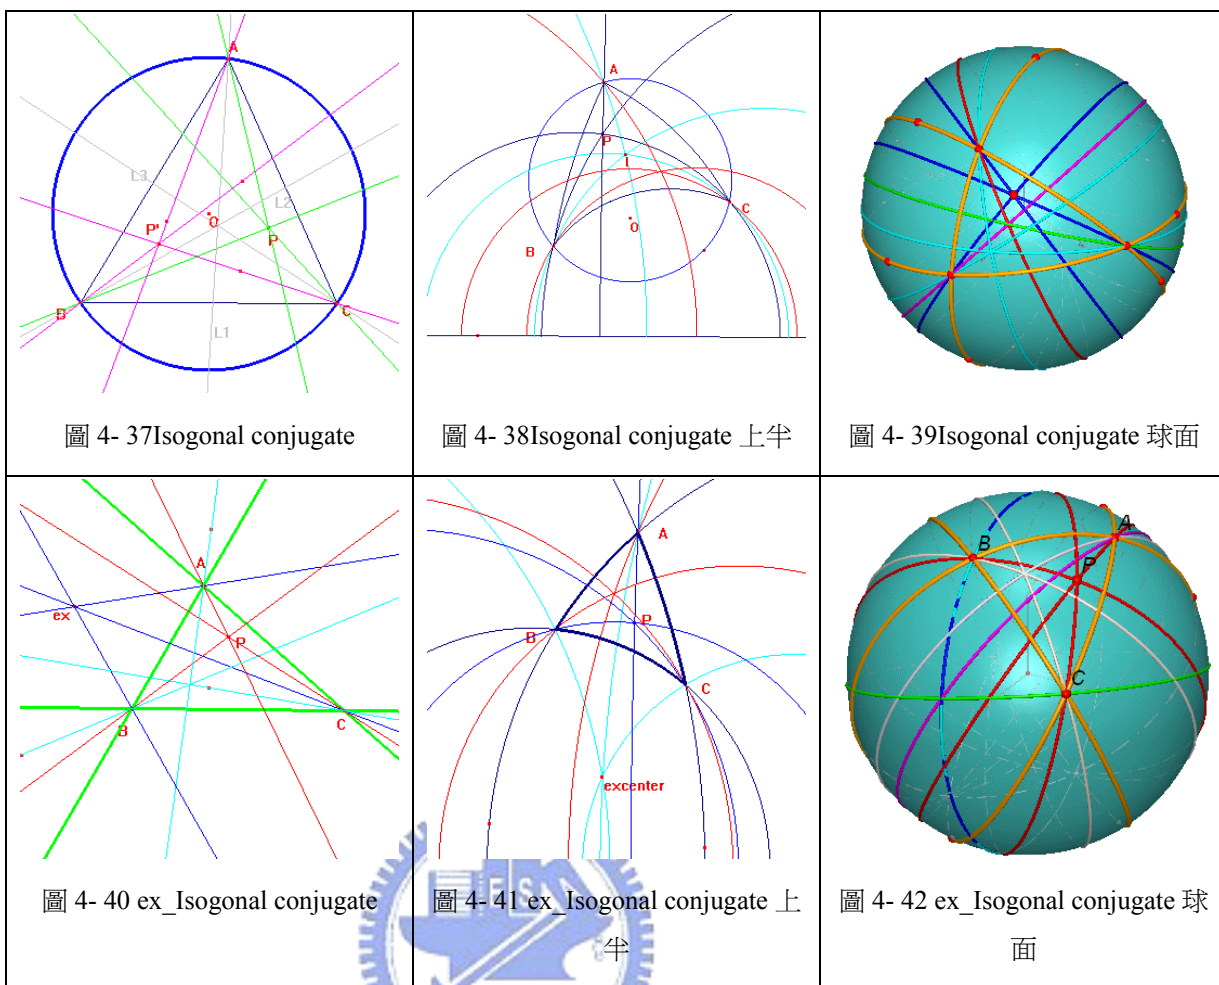 A
L3
L2
P'
O
P
B
C
L1
A
P
I
C
O
B
圖 4- 37Isogonal conjugate
圖 4- 38Isogonal conjugate 上半
圖 4- 39Isogonal conjugate 球面
A
ex
P
B
C
A
P
B
C
excenter
A
B
P
C
圖 4- 40 ex_Isogonal conjugate
圖 4- 41 ex_Isogonal conjugate 上
半
圖 4- 42 ex_Isogonal conjugate 球
面